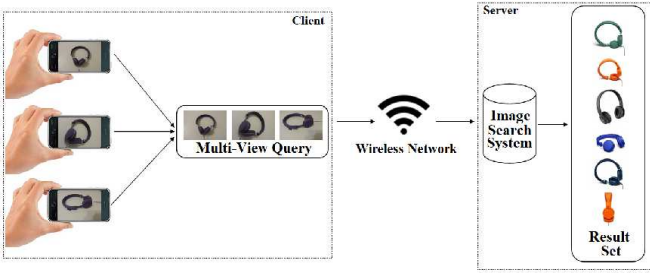 Client
Multi-View Query
Wireless Network
Server
Image
Search
System
Result
Set